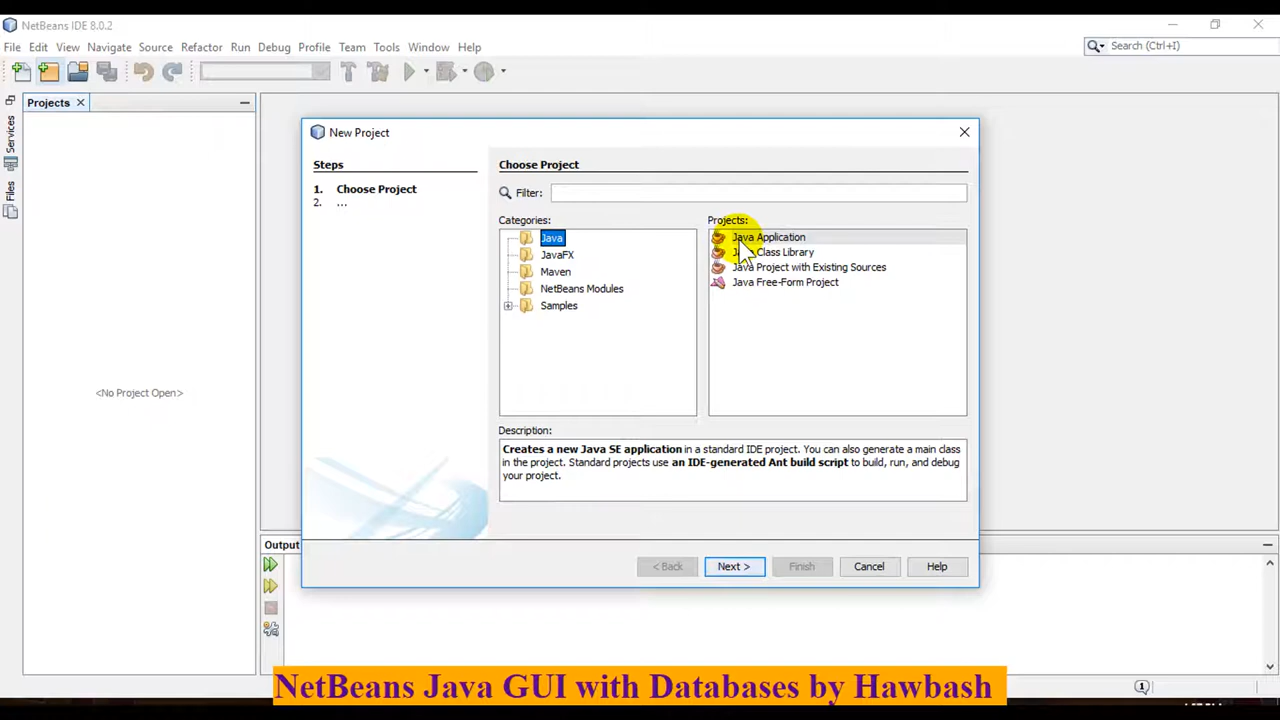 NetBeans IDE 8.0.2
File Edit View Navigate Source Refactor Run Debug Profile Team Tools Window Help
Search (Ctrl+I)
Projects
Services
Files
<No Project Open>
New Project
Steps
1. Choose Project
2. ...
Choose Project
Filter:
Categories:
Java
JavaFX
Maven
NetBeans Modules
Samples
Projects:
Java Application
Java Class Library
Java Project with Existing Sources
Java Free-Form Project
Description:
Creates a new Java SE application in a standard IDE project. You can also generate a main class
in the project. Standard projects use an IDE-generated Ant build script to build, run, and debug
your project.
< Back Next > Finish Cancel Help
Output
1
NetBeans Java GUI with Databases by Hawbash